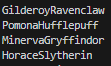 GilderoyRavenclaw
PomonaHufflepuff
MinervaGryffindor
HoraceSlytherin